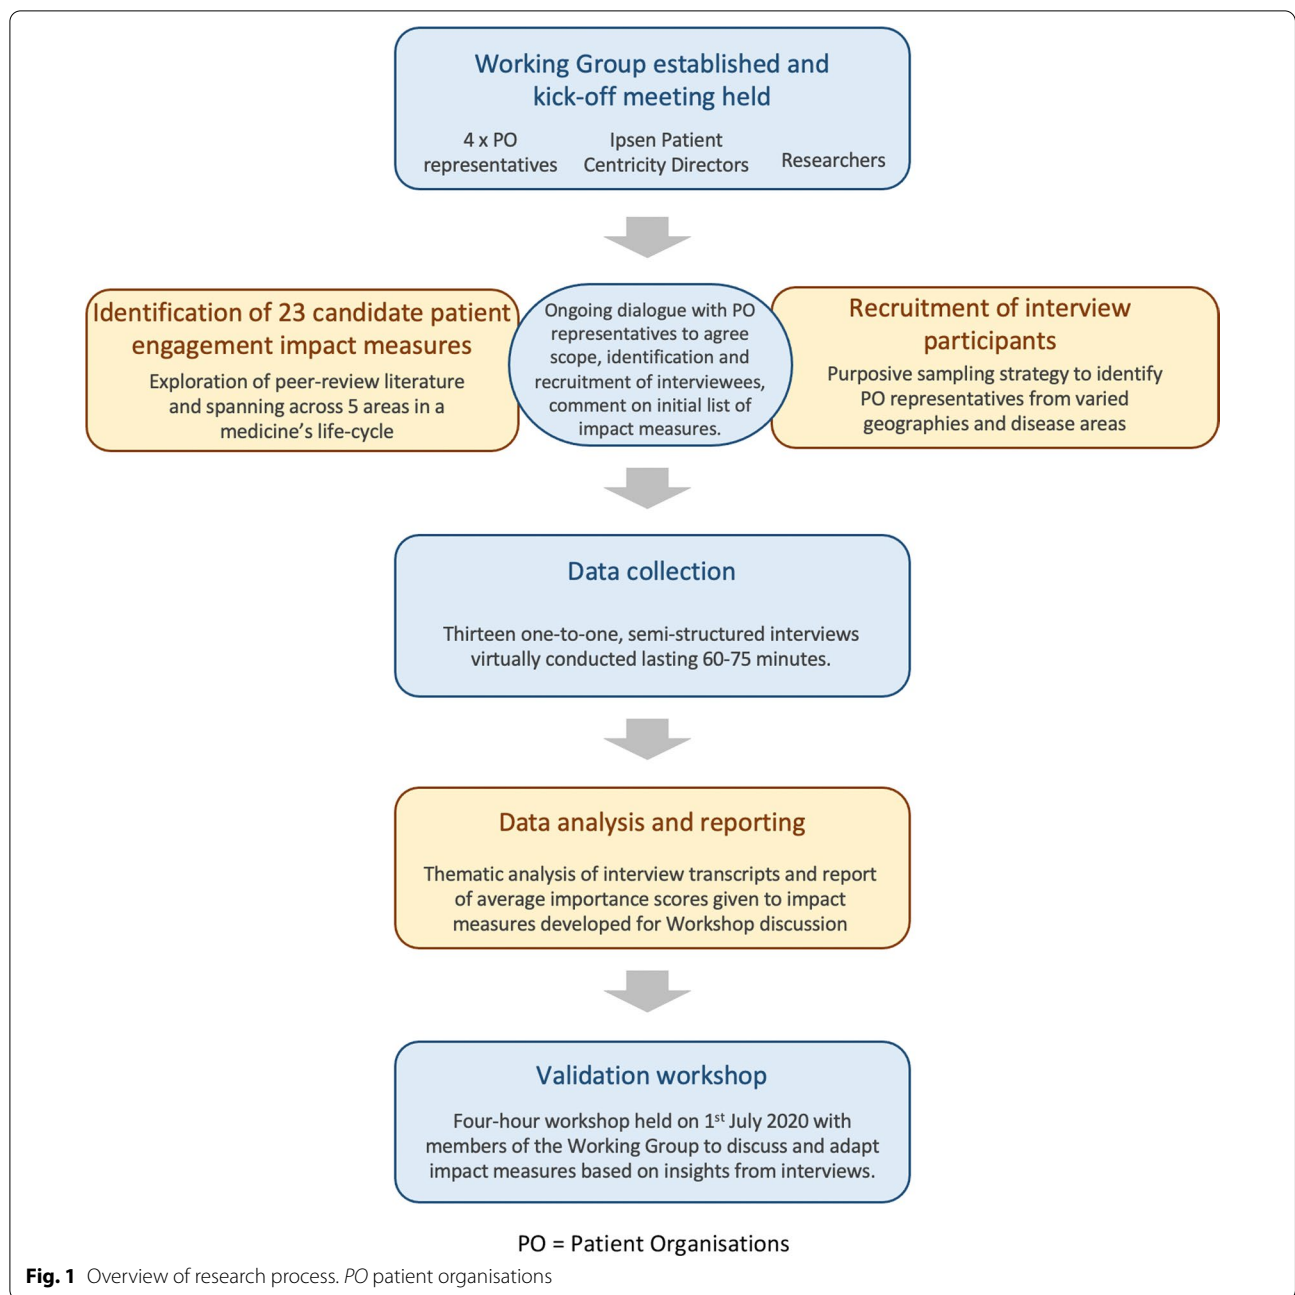 Working Group established and
kick-off meeting held
4 x PO
representatives
Ipsen Patient
Centricity Directors
Researchers
Identification of 23 candidate patient
engagement impact measures
Exploration of peer-review literature
and spanning across 5 areas in a
medicine's life-cycle
Ongoing dialogue with PO
representatives to agree
scope, identification and
recruitment of interviewees,
comment on initial list of
impact measures.
Recruitment of interview
participants
Purposive sampling strategy to identify
PO representatives from varied
geographies and disease areas
Data collection
Thirteen one-to-one, semi-structured interviews
virtually conducted lasting 60-75 minutes.
Data analysis and reporting
Thematic analysis of interview transcripts and report
of average importance scores given to impact
measures developed for Workshop discussion
Validation workshop
Four-hour workshop held on 1st July 2020 with
members of the Working Group to discuss and adapt
impact measures based on insights from interviews.
PO = Patient Organisations
Fig. 1 Overview of research process. PO patient organisations